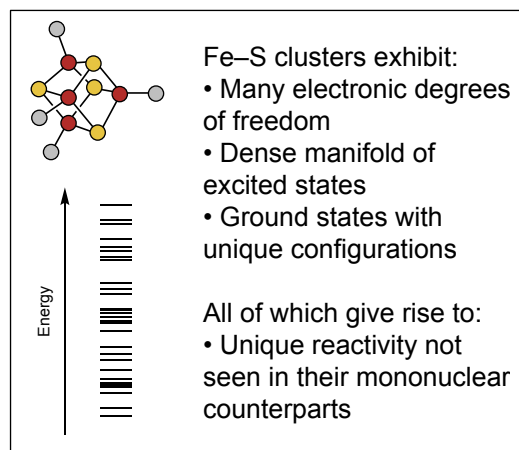 Fe–S clusters exhibit:
• Many electronic degrees
of freedom
• Dense manifold of
excited states
• Ground states with
unique configurations
All of which give rise to:
• Unique reactivity not
seen in their mononuclear
counterparts
Energy